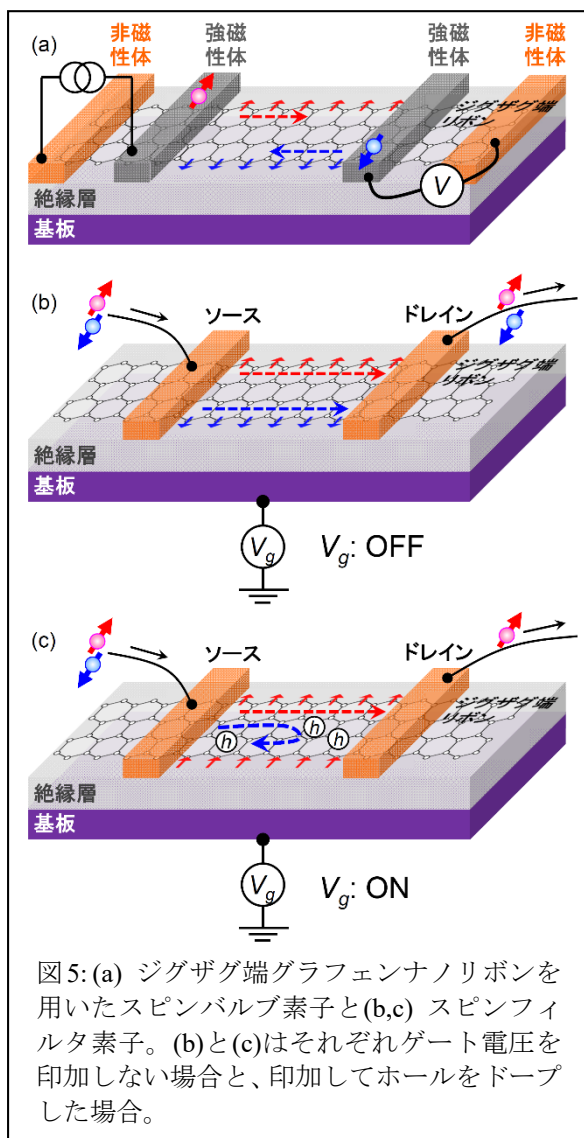 (a)
非磁
性体
強磁
性体
強磁
性体
非磁
性体
ジグザグ端
リボン
V
絶縁層
基板
(b)
ソース
ドレイン
ジグザグ端
リボン
絶縁層
基板
Vg
Vg: OFF
(c)
ソース
ドレイン
ジグザグ端
リボン
h
h
h
絶縁層
基板
Vg
Vg: ON
図5: (a) ジグザグ端グラフェンナノリボンを
用いたスピンバルブ素子と(b,c) スピンフィ
ルタ素子。(b)と(c)はそれぞれゲート電圧を
印加しない場合と、印加してホールをドープ
した場合。